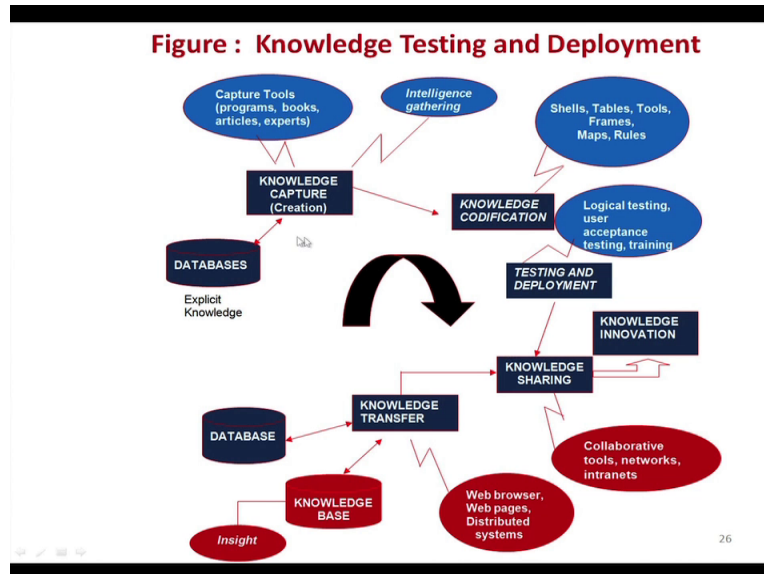 Figure : Knowledge Testing and Deployment
Capture Tools
(programs, books,
articles, experts)
Intelligence
gathering
Shells, Tables, Tools,
Frames,
Maps, Rules
KNOWLEDGE
CAPTURE
(Creation)
KNOWLEDGE
CODIFICATION
Logical testing,
user
acceptance
testing, training
DATABASES
Explicit
Knowledge
TESTING AND
DEPLOYMENT
KNOWLEDGE
INNOVATION
KNOWLEDGE
SHARING
KNOWLEDGE
TRANSFER
DATABASE
Collaborative
tools, networks,
intranets
KNOWLEDGE
BASE
Web browser,
Web pages,
Distributed
systems
Insight
26